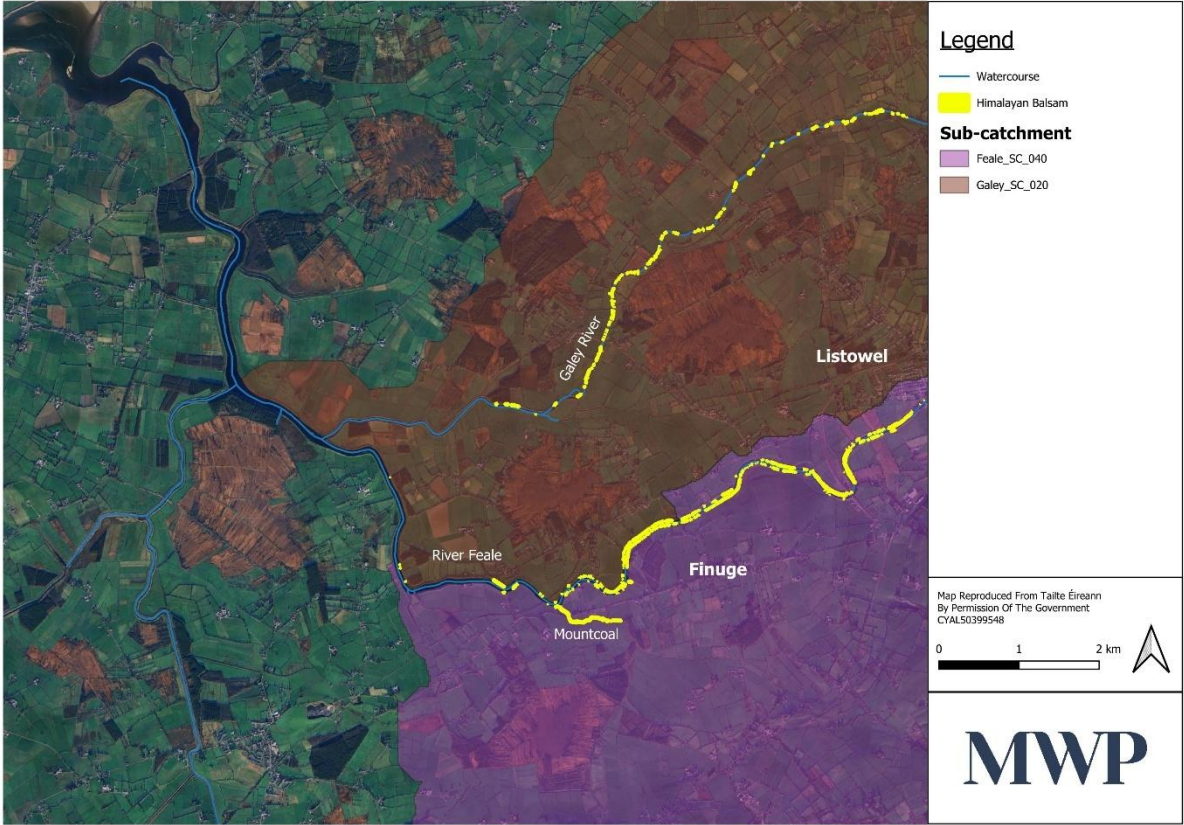 Legend
Watercourse
Himalayan Balsam
Sub-catchment
Feale_SC_040
Galey_SC_020
Galey River
Listowel
River Feale
Finuge
Mountcoal
Map Reproduced From Tailte Éireann
By Permission Of The Government
CYAL50399548
0 1 2 km
MWP